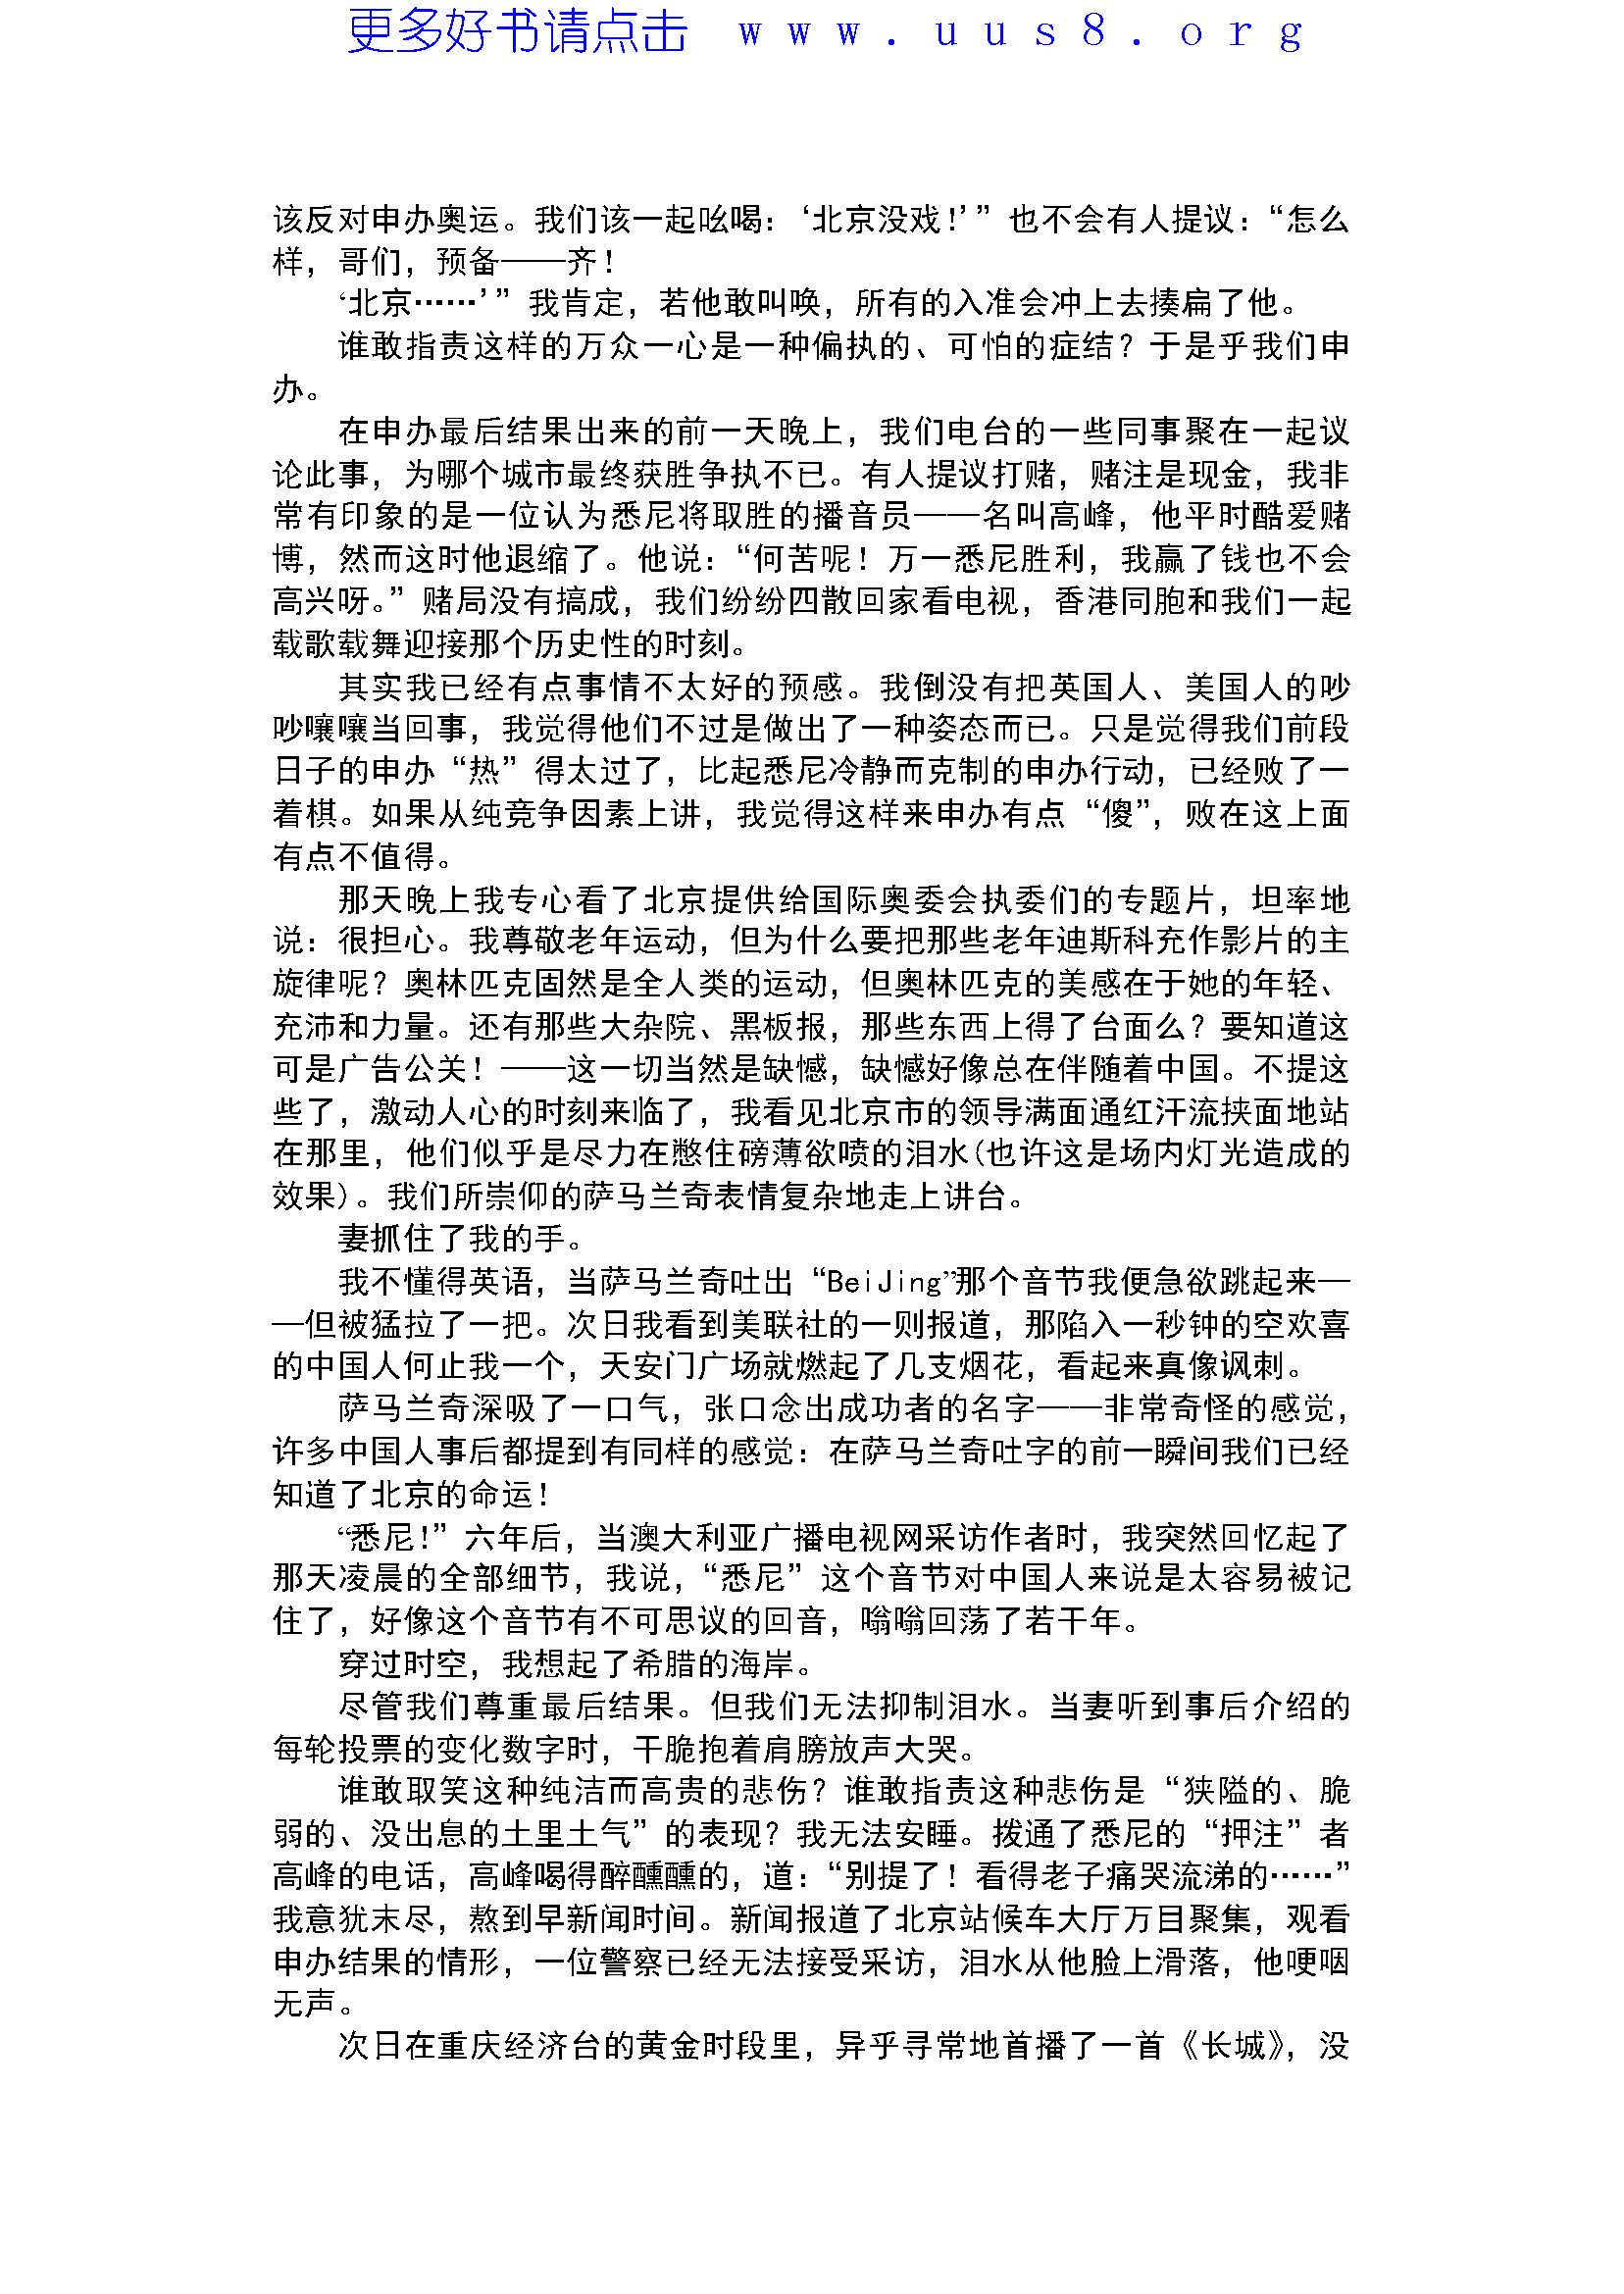 更多好书请点击 www.uus8.org
该反对申办奥运。我们该一起吆喝：‘北京没戏！’”也不会有人提议：“怎么
样，哥们，预备——齐！
‘北京……’”我肯定，若他敢叫唤，所有的入准会冲上去揍扁了他。
谁敢指责这样的万众一心是一种偏执的、可怕的症结？于是乎我们申
办。
在申办最后结果出来的前一天晚上，我们电台的一些同事聚在一起议
论此事，为哪个城市最终获胜争执不已。有人提议打赌，赌注是现金，我非
常有印象的是一位认为悉尼将取胜的播音员——名叫高峰，他平时酷爱赌
博，然而这时他退缩了。他说：“何苦呢！万一悉尼胜利，我赢了钱也不会
高兴呀。”赌局没有搞成，我们纷纷四散回家看电视，香港同胞和我们一起
载歌载舞迎接那个历史性的时刻。
其实我已经有点事情不太好的预感。我倒没有把英国人、美国人的吵
吵嚷嚷当回事，我觉得他们不过是做出了一种姿态而已。只是觉得我们前段
日子的申办“热”得太过了，比起悉尼冷静而克制的申办行动，已经败了一
着棋。如果从纯竞争因素上讲，我觉得这样来申办有点“傻”，败在这上面
有点不值得。
那天晚上我专心看了北京提供给国际奥委会执委们的专题片，坦率地
说：很担心。我尊敬老年运动，但为什么要把那些老年迪斯科充作影片的主
旋律呢？奥林匹克固然是全人类的运动，但奥林匹克的美感在于她的年轻、
充沛和力量。还有那些大杂院、黑板报，那些东西上得了台面么？要知道这
可是广告公关！——这一切当然是缺憾，缺憾好像总在伴随着中国。不提这
些了，激动人心的时刻来临了，我看见北京市的领导满面通红汗流挟面地站
在那里，他们似乎是尽力在憋住磅薄欲喷的泪水(也许这是场内灯光造成的
效果)。我们所崇仰的萨马兰奇表情复杂地走上讲台。
妻抓住了我的手。
我不懂得英语，当萨马兰奇吐出“BeiJing”那个音节我便急欲跳起来—
—但被猛拉了一把。次日我看到美联社的一则报道，那陷入一秒钟的空欢喜
的中国人何止我一个，天安门广场就燃起了几支烟花，看起来真像讽刺。
萨马兰奇深吸了一口气，张口念出成功者的名字——非常奇怪的感觉，
许多中国人事后都提到有同样的感觉：在萨马兰奇吐字的前一瞬间我们已经
知道了北京的命运！
“悉尼！”六年后，当澳大利亚广播电视网采访作者时，我突然回忆起了
那天凌晨的全部细节，我说，“悉尼”这个音节对中国人来说是太容易被记
住了，好像这个音节有不可思议的回音，嗡嗡回荡了若干年。
穿过时空，我想起了希腊的海岸。
尽管我们尊重最后结果。但我们无法抑制泪水。当妻听到事后介绍的
每轮投票的变化数字时，干脆抱着肩膀放声大哭。
谁敢取笑这种纯洁而高贵的悲伤？谁敢指责这种悲伤是“狭隘的、脆
弱的、没出息的土里土气”的表现？我无法安睡。拨通了悉尼的“押注”者
高峰的电话，高峰喝得醉醺醺的，道：“别提了！看得老子痛哭流涕的……”
我意犹末尽，熬到早新闻时间。新闻报道了北京站候车大厅万目聚集，观看
申办结果的情形，一位警察已经无法接受采访，泪水从他脸上滑落，他哽咽
无声。
次日在重庆经济台的黄金时段里，异乎寻常地首播了一首《长城》，没